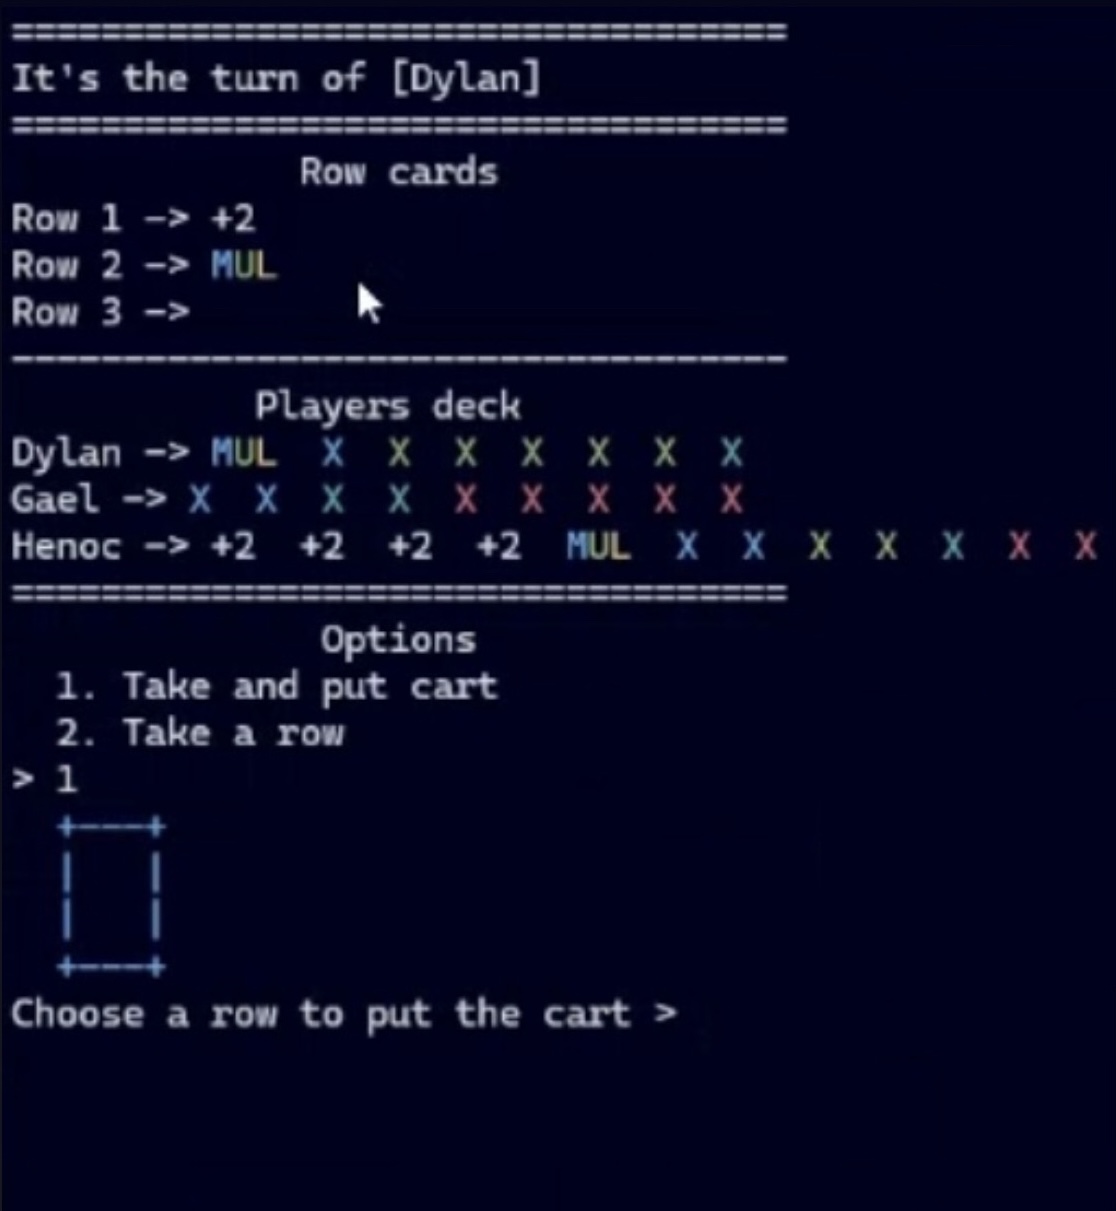 ===================================
It's the turn of [Dylan]
===================================
Row cards
Row 1 -> +2
Row 2 -> MUL
Row 3 ->
-----------------------------------
Players deck
Dylan -> MUL X X X X X X X
Gael -> X X X X X X X X X
Henoc -> +2 +2 +2 +2 MUL X X X X X X X
===================================
Options
1. Take and put cart
2. Take a row
> 1
+---+
| |
| |
+---+
Choose a row to put the cart >